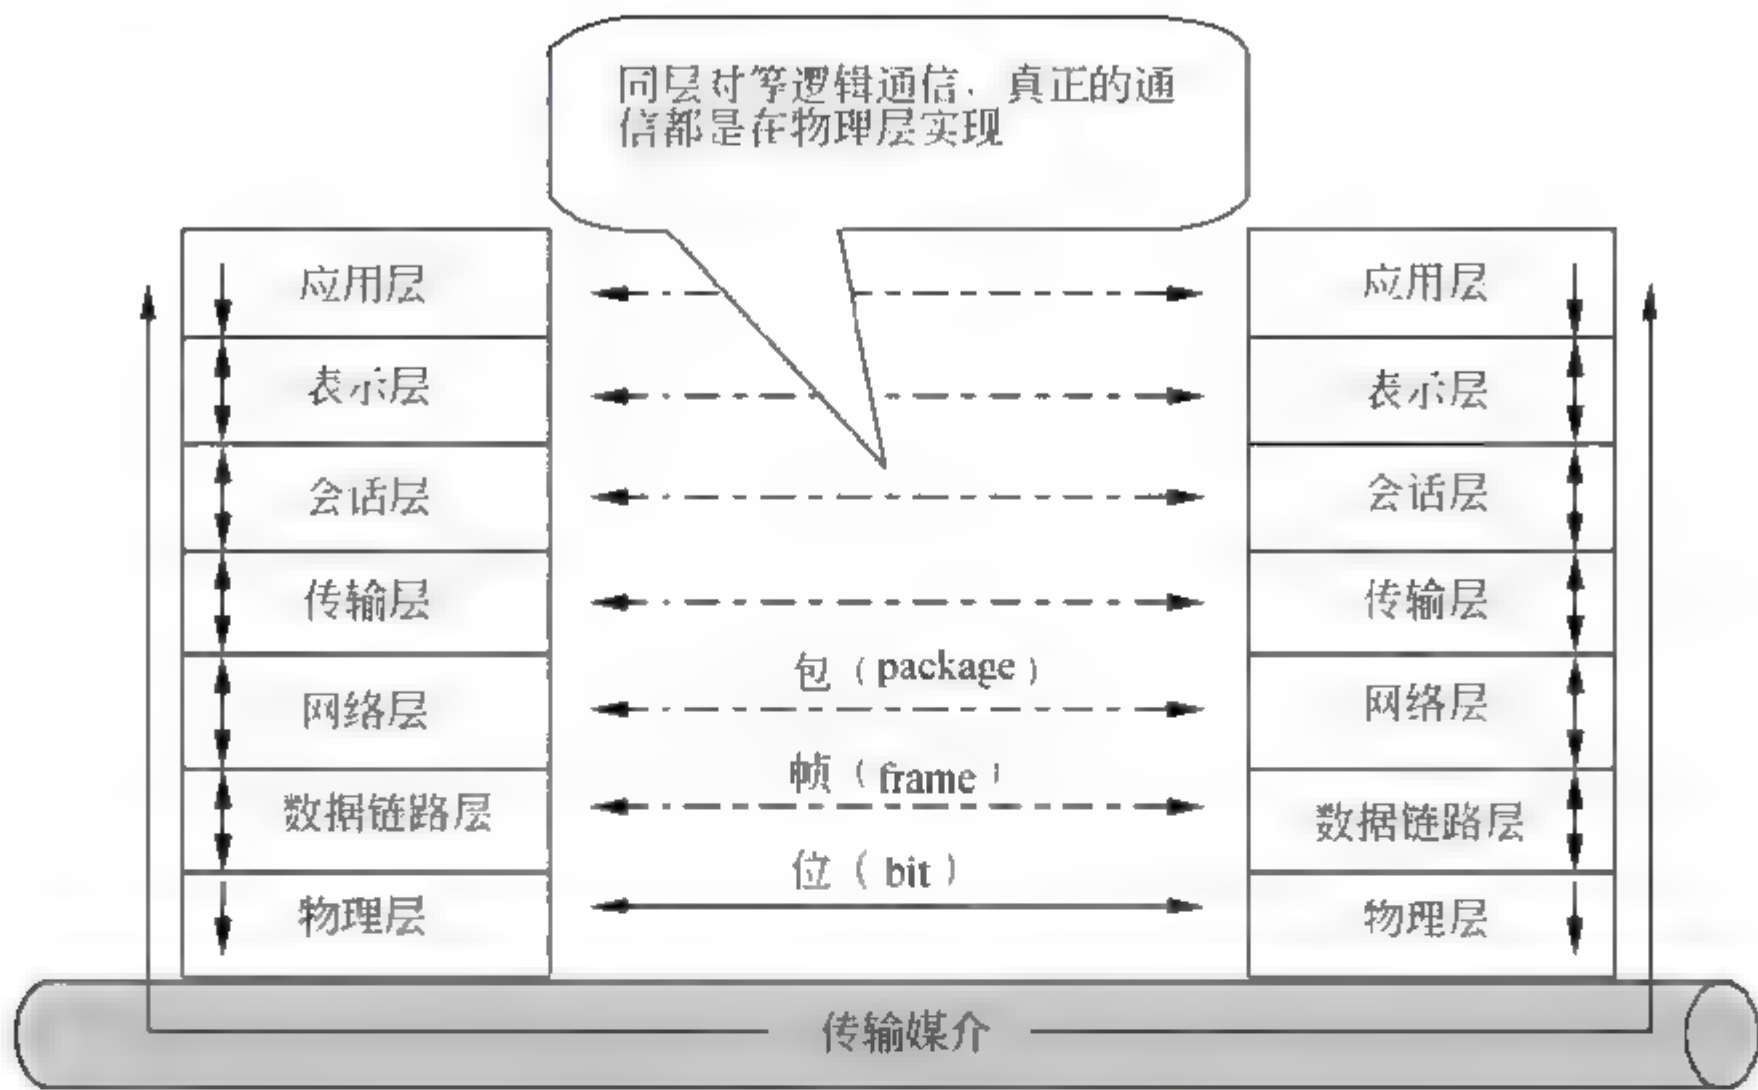 同层对等逻辑通信，真正的通
信都是在物理层实现
应用层
应用层
表示层
表示层
会话层
会话层
传输层
传输层
包（package）
网络层
网络层
帧（frame）
数据链路层
数据链路层
位（bit）
物理层
物理层
传输媒介